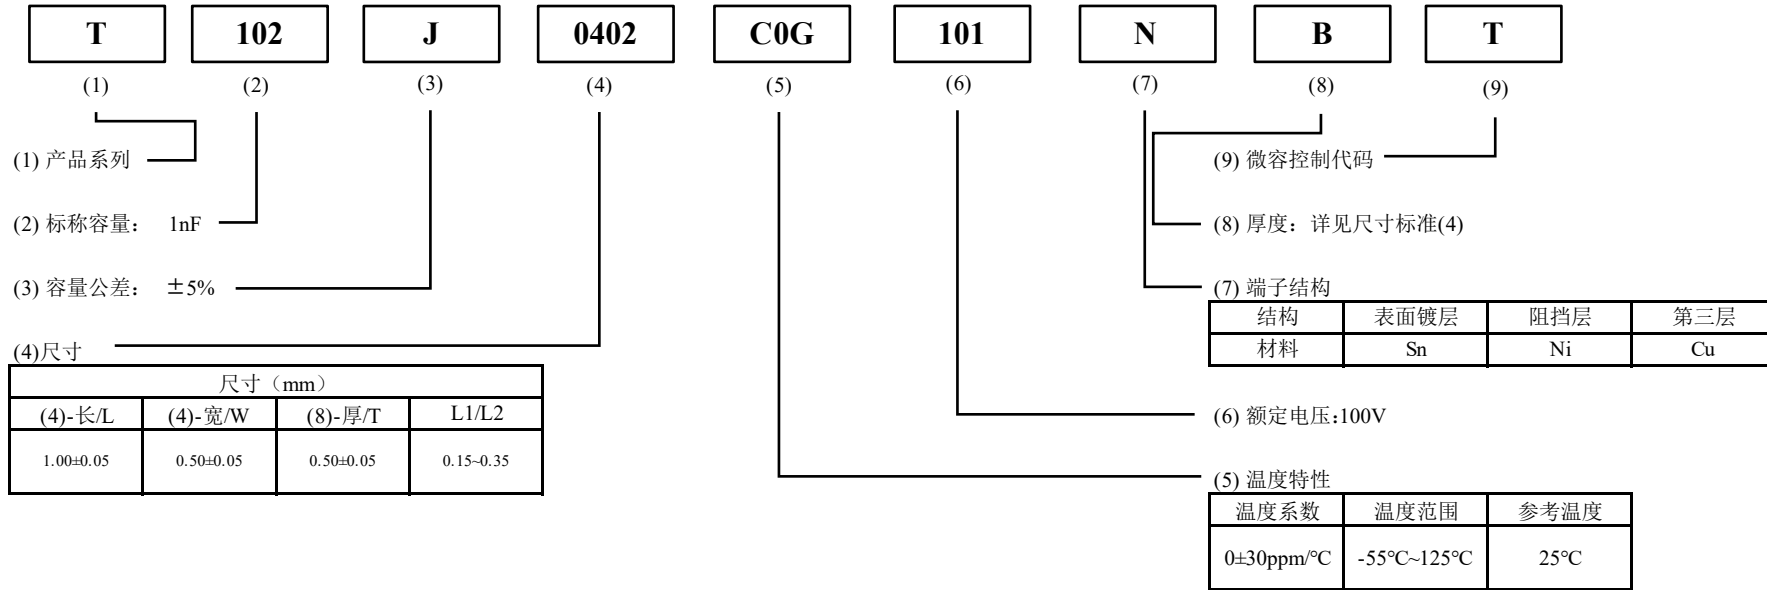 T 102 J 0402 C0G 101 N B T
(1) (2) (3) (4) (5) (6) (7) (8) (9)
(1) 产品系列
(2) 标称容量： 1nF
(3) 容量公差： ±5%
(4)尺寸
尺寸（mm）
(4)-长/L (4)-宽/W (8)-厚/T L1/L2
1.00±0.05 0.50±0.05 0.50±0.05 0.15~0.35
(9) 微容控制代码
(8) 厚度：详见尺寸标准(4)
(7) 端子结构
结构 表面镀层 阻挡层 第三层
材料 Sn Ni Cu
(6) 额定电压:100V
(5) 温度特性
温度系数 温度范围 参考温度
0±30ppm/℃ -55℃~125℃ 25℃